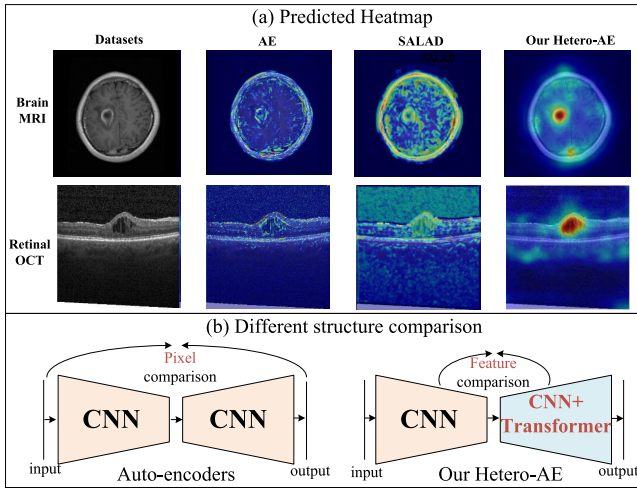 (a) Predicted Heatmap
Datasets AE SALAD Our Hetero-AE
Brain
MRI
Retinal
OCT
(b) Different structure comparison
Pixel
comparison
CNN CNN
input output
Auto-encoders
Feature
comparison
CNN CNN+
Transformer
input output
Our Hetero-AE